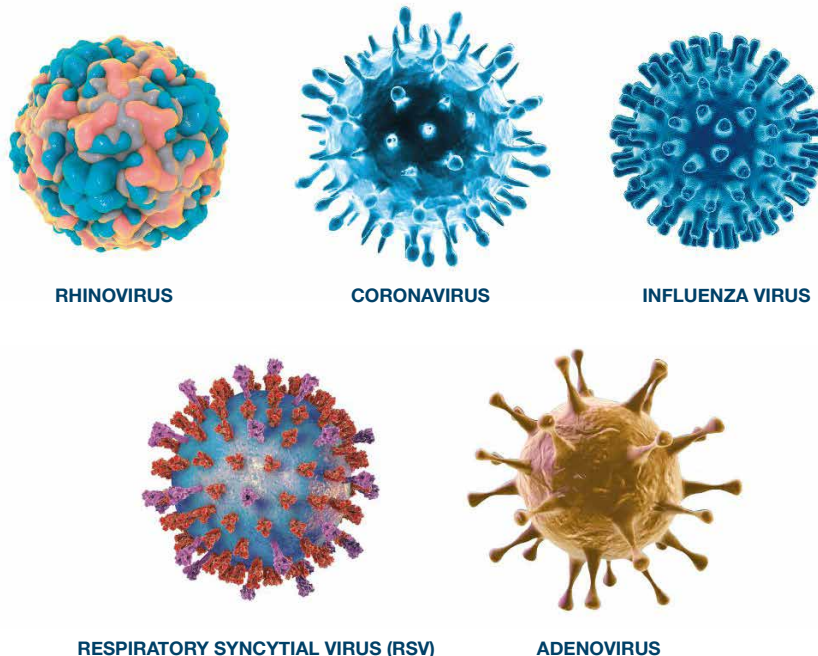 RHINOVIRUS
CORONAVIRUS
INFLUENZA VIRUS
RESPIRATORY SYNCYTIAL VIRUS (RSV)
ADENOVIRUS